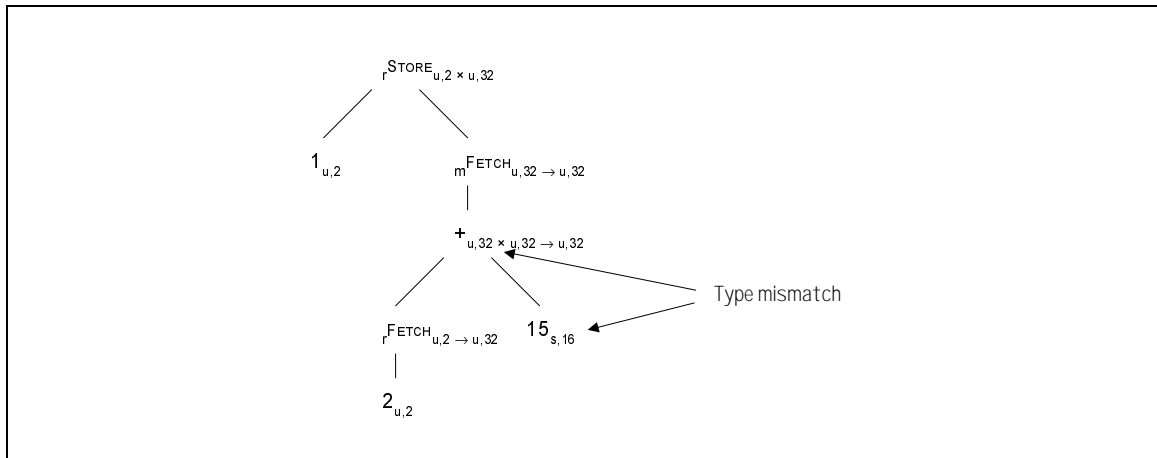 rSTOREu,2 × u,32
1u,2
mFETCHu,32 → u,32
+u,32 × u,32 → u,32
Type mismatch
rFETCHu,2 → u,32
15s,16
2u,2